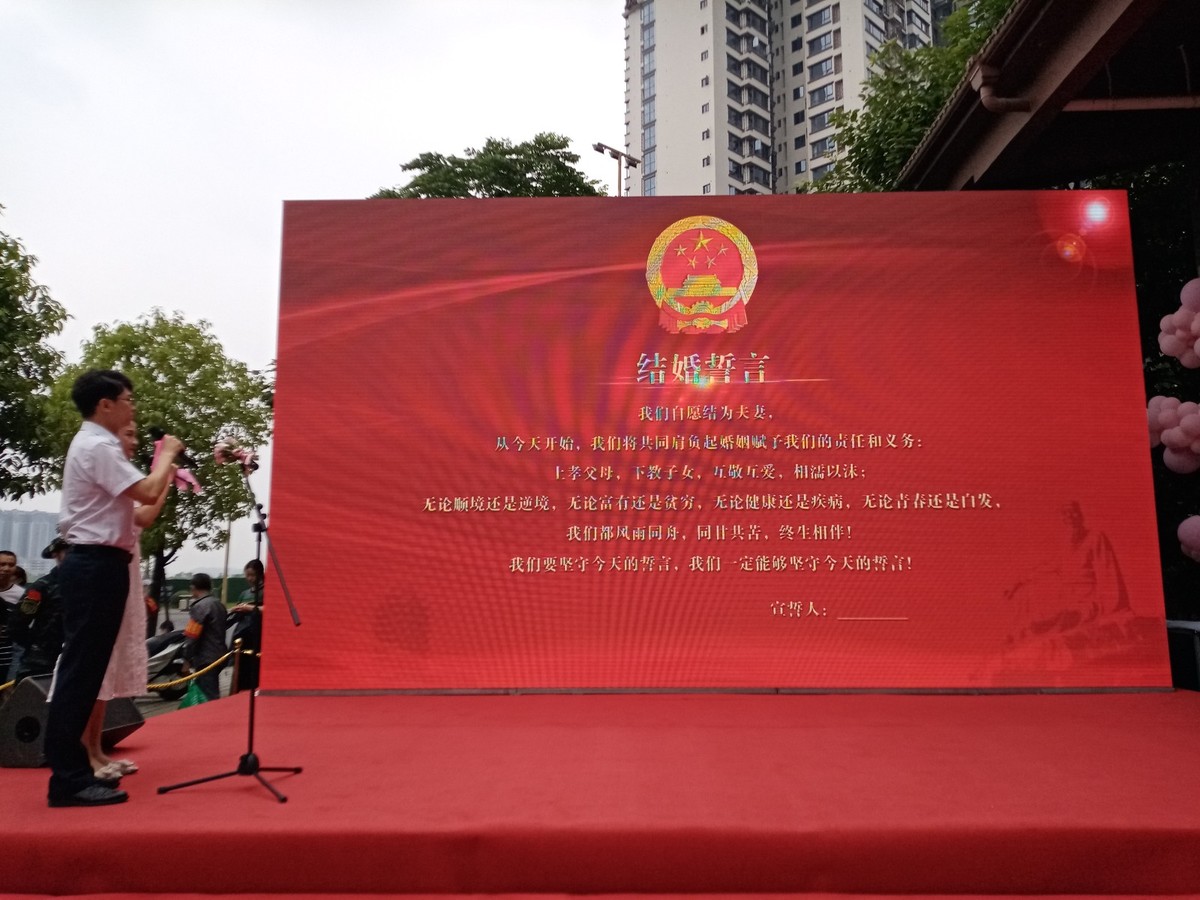 结婚誓言
我们自愿结为夫妻，
从今天开始，我们将共同肩负起婚姻赋予我们的责任和义务：
上孝父母，下教子女，互敬互爱，相濡以沫；
无论顺境还是逆境，无论富有还是贫穷，无论健康还是疾病，无论青春还是白发，
我们都风雨同舟，同甘共苦，终生相伴！
我们要坚守今天的誓言，我们一定能够坚守今天的誓言！
宣誓人：________